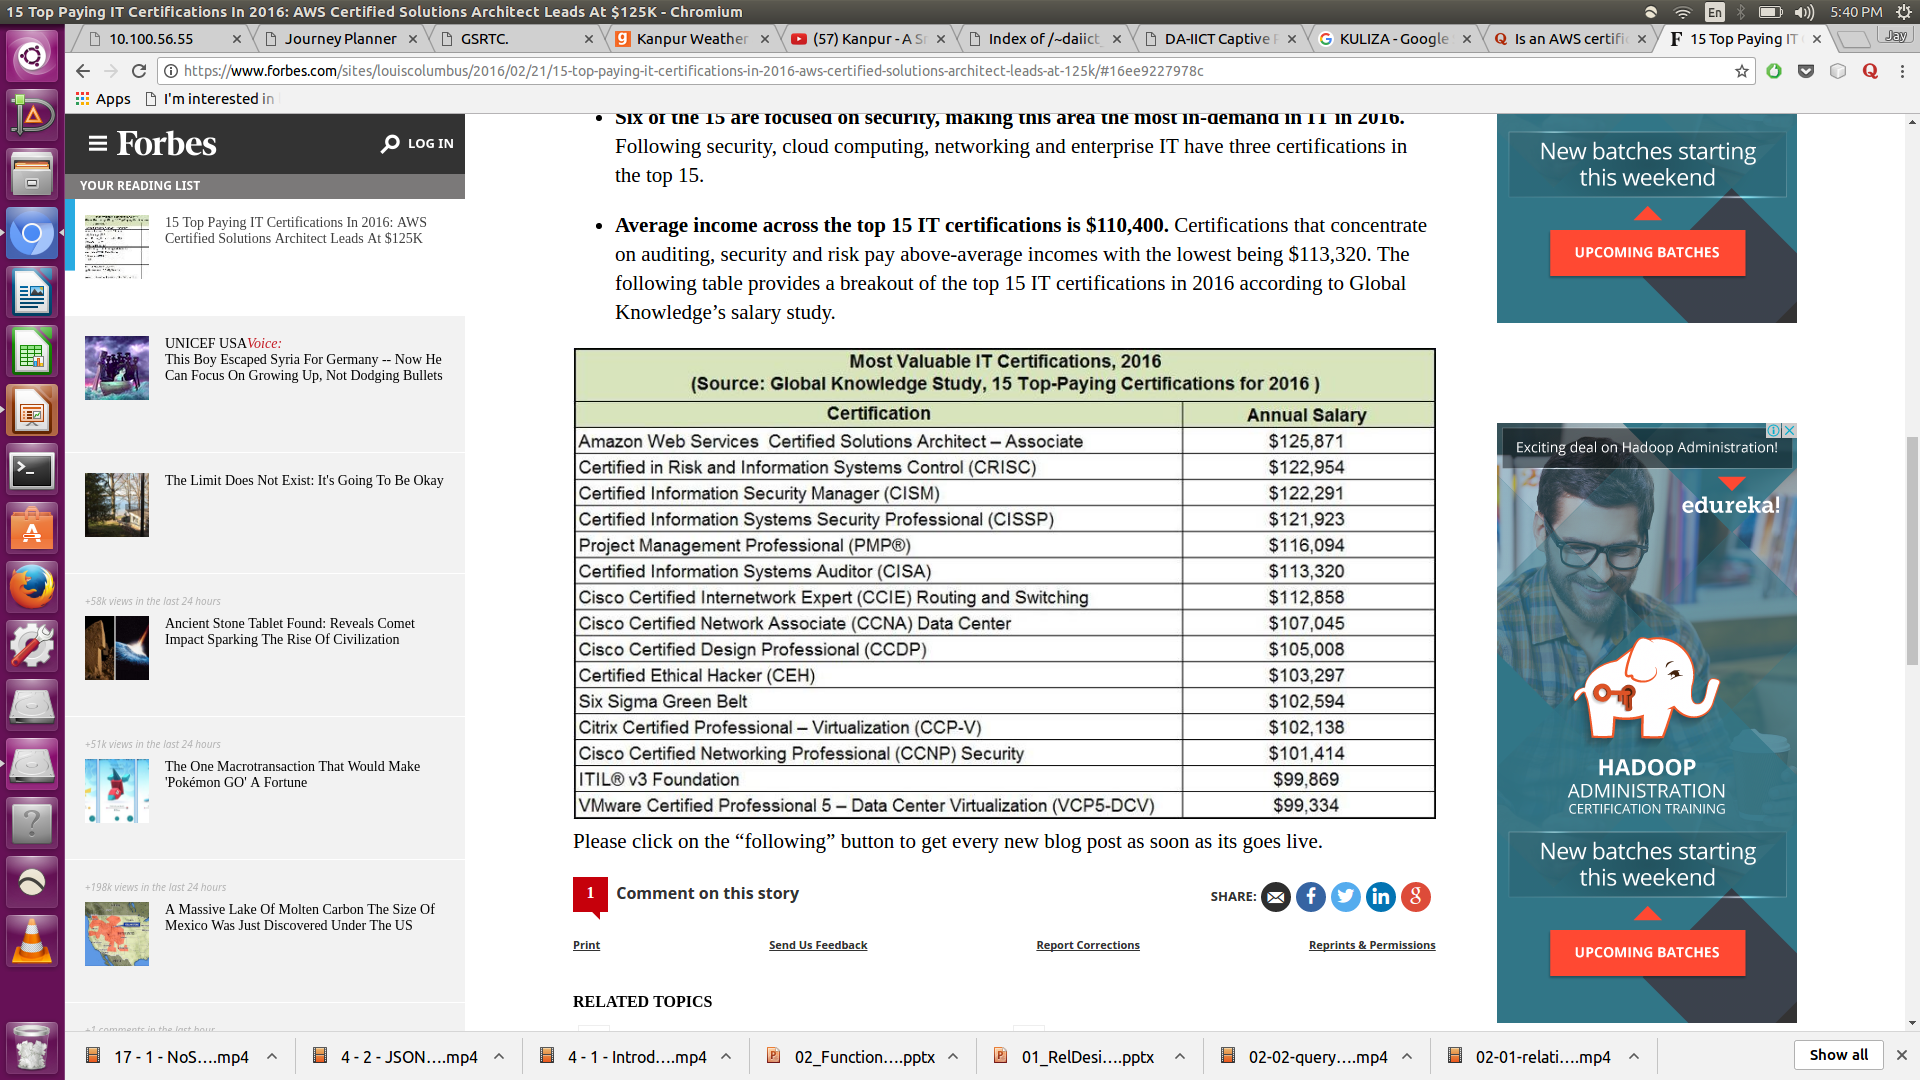 15 Top Paying IT Certifications In 2016: AWS Certified Solutions Architect Leads At $125K - Chromium
En
5:40 PM
10.100.56.55
Journey Planner
GSRTC.
Kanpur Weather
(57) Kanpur - A S
Index of /~daiict
DA-IICT Captive P
KULIZA - Google
Is an AWS certifi
15 Top Paying IT
Jay
https://www.forbes.com/sites/louiscolumbus/2016/02/21/15-top-paying-it-certifications-in-2016-aws-certified-solutions-architect-leads-at-125k/#16ee9227978c
Apps
I'm interested in
Forbes
LOG IN
YOUR READING LIST
15 Top Paying IT Certifications In 2016: AWS
Certified Solutions Architect Leads At $125K
UNICEF USAVoice:
This Boy Escaped Syria For Germany -- Now He
Can Focus On Growing Up, Not Dodging Bullets
The Limit Does Not Exist: It's Going To Be Okay
+58k views in the last 24 hours
Ancient Stone Tablet Found: Reveals Comet
Impact Sparking The Rise Of Civilization
+51k views in the last 24 hours
The One Macrotransaction That Would Make
'Pokémon GO' A Fortune
+198k views in the last 24 hours
A Massive Lake Of Molten Carbon The Size Of
Mexico Was Just Discovered Under The US
+1 comments in the last hour
• Six of the 15 are focused on security, making this area the most in-demand in IT in 2016.
Following security, cloud computing, networking and enterprise IT have three certifications in
the top 15.
• Average income across the top 15 IT certifications is $110,400. Certifications that concentrate
on auditing, security and risk pay above-average incomes with the lowest being $113,320. The
following table provides a breakout of the top 15 IT certifications in 2016 according to Global
Knowledge’s salary study.
Most Valuable IT Certifications, 2016
(Source: Global Knowledge Study, 15 Top-Paying Certifications for 2016 )
Certification Annual Salary
Amazon Web Services  Certified Solutions Architect – Associate $125,871
Certified in Risk and Information Systems Control (CRISC) $122,954
Certified Information Security Manager (CISM) $122,291
Certified Information Systems Security Professional (CISSP) $121,923
Project Management Professional (PMP®) $116,094
Certified Information Systems Auditor (CISA) $113,320
Cisco Certified Internetwork Expert (CCIE) Routing and Switching $112,858
Cisco Certified Network Associate (CCNA) Data Center $107,045
Cisco Certified Design Professional (CCDP) $105,008
Certified Ethical Hacker (CEH) $103,297
Six Sigma Green Belt $102,594
Citrix Certified Professional – Virtualization (CCP-V) $102,138
Cisco Certified Networking Professional (CCNP) Security $101,414
ITIL® v3 Foundation $99,869
VMware Certified Professional 5 – Data Center Virtualization (VCP5-DCV) $99,334
Please click on the “following” button to get every new blog post as soon as its goes live.
1 Comment on this story
SHARE:
Print
Send Us Feedback
Report Corrections
Reprints & Permissions
RELATED TOPICS
New batches starting
this weekend
UPCOMING BATCHES
Exciting deal on Hadoop Administration!
edureka!
HADOOP
ADMINISTRATION
CERTIFICATION TRAINING
New batches starting
this weekend
UPCOMING BATCHES
17 - 1 - NoS....mp4
4 - 2 - JSON....mp4
4 - 1 - Introd....mp4
02_Function....pptx
01_RelDesi....pptx
02-02-query....mp4
02-01-relati....mp4
Show all